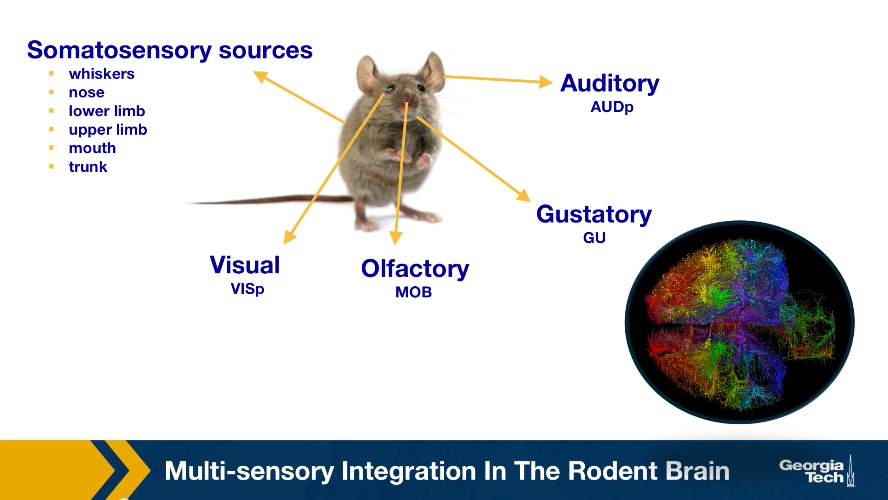 Somatosensory sources
whiskers
nose
lower limb
upper limb
mouth
trunk
Auditory
AUDp
Gustatory
GU
Visual
VISp
Olfactory
MOB
Multi-sensory Integration In The Rodent Brain
Georgia
Tech